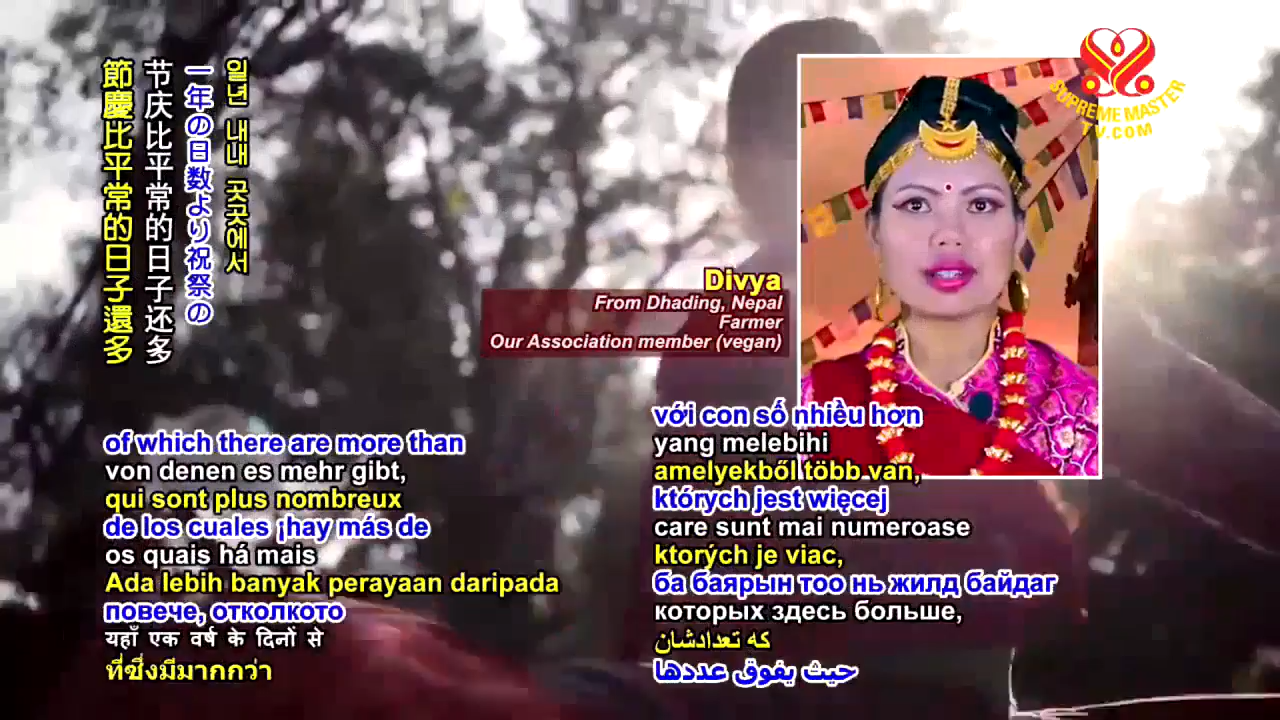 SUPREME MASTER
TV.COM
일년 내내 곳곳에서
一年の日数より祝祭の
节庆比平常的日子还多
節慶比平常的日子還多
Divya
From Dhading, Nepal
Farmer
Our Association member (vegan)
of which there are more than
von denen es mehr gibt,
qui sont plus nombreux
de los cuales ¡hay más de
os quais há mais
Ada lebih banyak perayaan daripada
повече, отколкото
यहाँ एक वर्ष के दिनों से
ที่ซึ่งมีมากกว่า
với con số nhiều hơn
yang melebihi
amelyekből több van,
których jest więcej
care sunt mai numeroase
ktorých je viac,
ба баярын тоо нь жилд байдаг
которых здесь больше,
که تعدادشان
حيث يفوق عددها